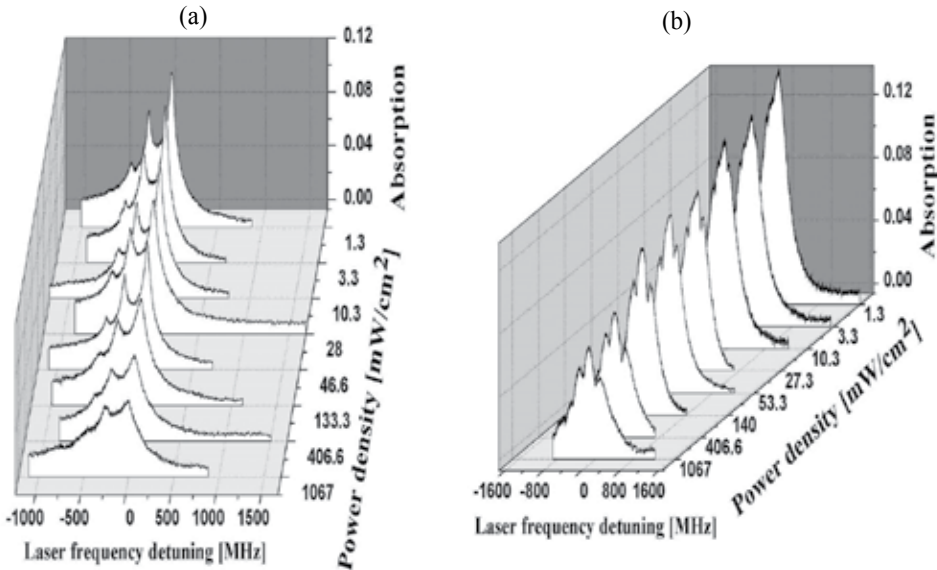 (a)
0.12
0.08
0.04
0.00
Absorption
1.3
3.3
10.3
28
46.6
133.3
406.6
1067
Power density [mW/cm²]
-1000 -500 0 500 1000 1500
Laser frequency detuning [MHz]
(b)
0.12
0.08
0.04
0.00
Absorption
1.3
3.3
10.3
27.3
53.3
140
406.6
1067
Power density [mW/cm²]
-1600 -800 0 800 1600
Laser frequency detuning [MHz]